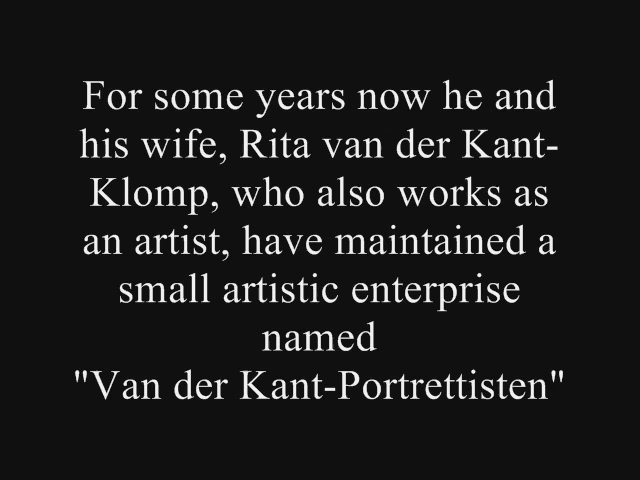 For some years now he and
his wife, Rita van der Kant-
Klomp, who also works as
an artist, have maintained a
small artistic enterprise
named
"Van der Kant-Portrettisten"